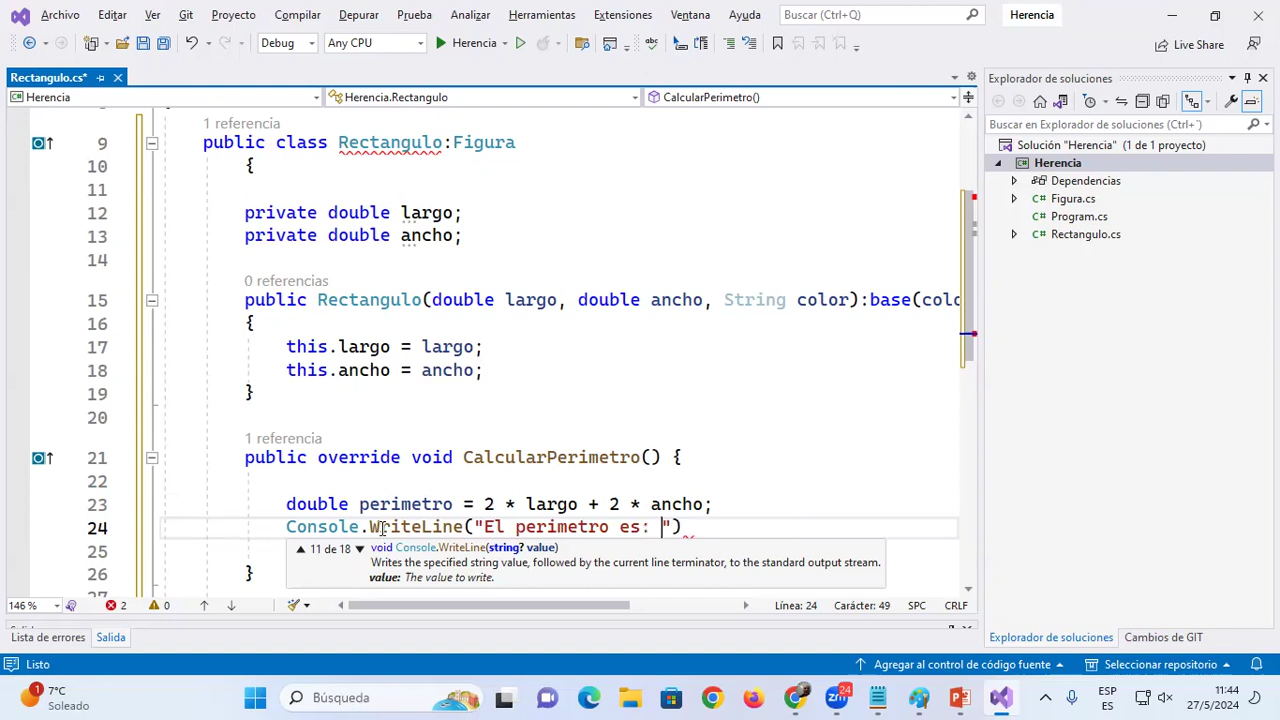 Archivo Editar Ver Git Proyecto Compilar Depurar Prueba Analizar Herramientas Extensiones Ventana Ayuda Buscar (Ctrl+Q) Herencia
Debug Any CPU Herencia Live Share
Rectangulo.cs* Explorador de soluciones
Herencia Herencia.Rectangulo CalcularPerimetro()
Buscar en Explorador de soluciones (Ctrl+´)
Solución "Herencia" (1 de 1 proyecto)
Herencia
Dependencias
Figura.cs
Program.cs
Rectangulo.cs
1 referencia
9 public class Rectangulo:Figura
10 {
11
12 private double largo;
13 private double ancho;
14
0 referencias
15 public Rectangulo(double largo, double ancho, String color):base(colo
16 {
17 this.largo = largo;
18 this.ancho = ancho;
19 }
20
1 referencia
21 public override void CalcularPerimetro() {
22
23 double perimetro = 2 * largo + 2 * ancho;
24 Console.WriteLine("El perimetro es: ")
25 11 de 18 void Console.WriteLine(string? value)
Writes the specified string value, followed by the current line terminator, to the standard output stream.
26 } value: The value to write.
146 % 2 0 Línea: 24 Carácter: 49 SPC CRLF
Salida
Lista de errores Salida Explorador de soluciones Cambios de GIT
Listo Agregar al control de código fuente Seleccionar repositorio
1 7°C Soleado Búsqueda 24 ESP ES 11:44 27/5/2024